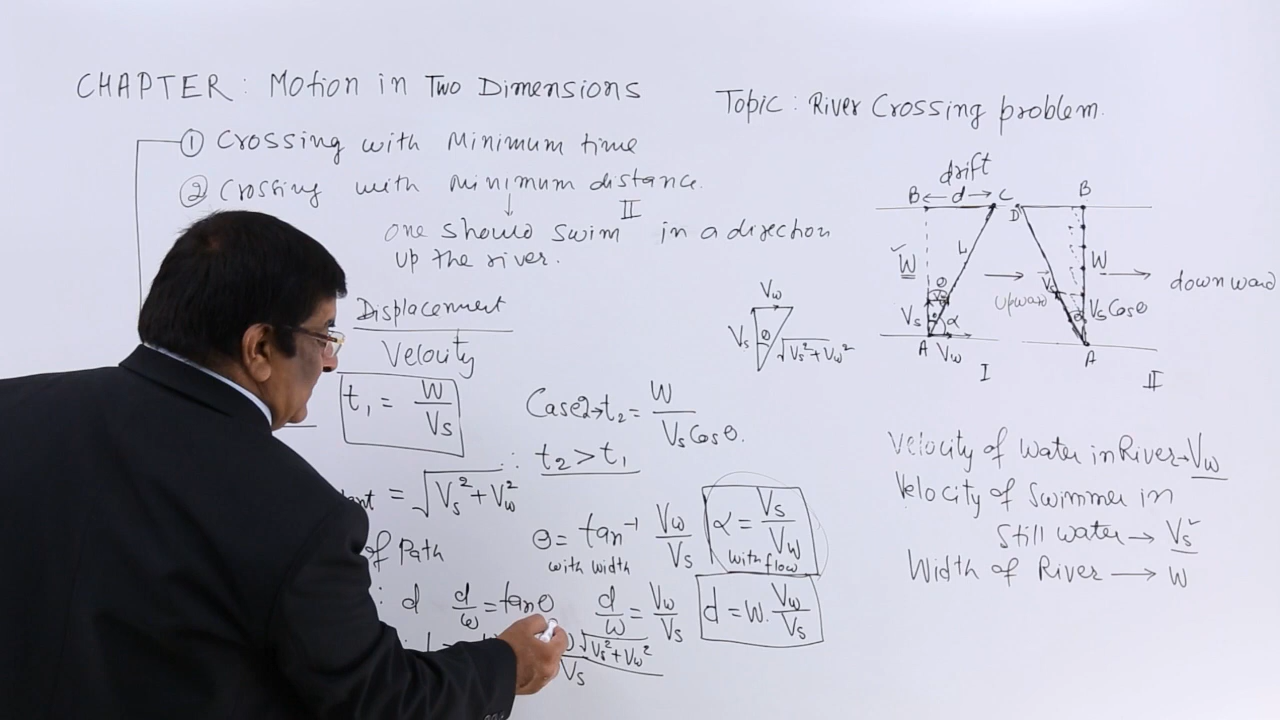 CHAPTER: Motion in Two Dimensions
Topic: River Crossing problem.
① Crossing with Minimum time
② Crossing with Minimum distance.
II
one should swim in a direction
up the river.
Displacement
Velocity
t₁ = W/Vs
Case2→t₂ = W/Vs Cosθ.
t₂ > t₁
= √Vs²+Vw²
of Path
θ = tan⁻¹ Vw/Vs
with width
α = Vs/Vw
with flow
: d d/w = tanθ d/w = Vw/Vs
d = W. Vw/Vs
√Vs²+Vw²
Vs
Vw
Vs
θ
√Vs²+Vw²
drift
B ← d → C
W
L
θ
Vs
α
A Vw
I
D B
W
downward
upward
Vs
Vs Cosθ
θ
A
II
Velocity of Water in River→Vw
Velocity of Swimmer in
Still water → Vs
Width of River → W